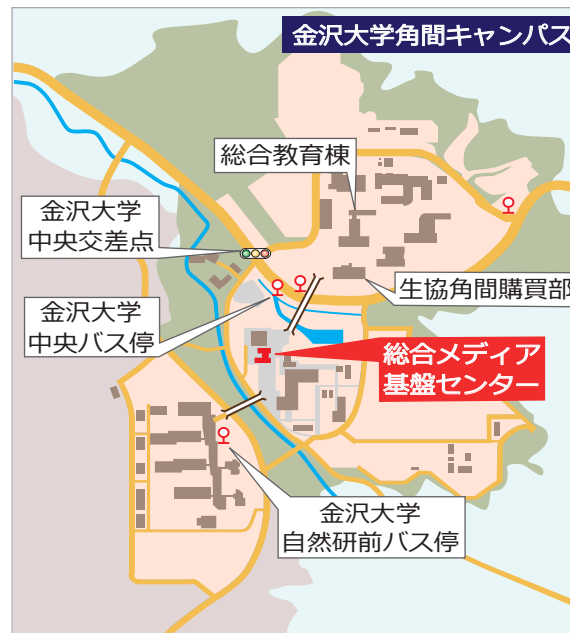 金沢大学角間キャンパス
総合教育棟
金沢大学
中央交差点
生協角間購買部
金沢大学
中央バス停
総合メディア
基盤センター
金沢大学
自然研前バス停